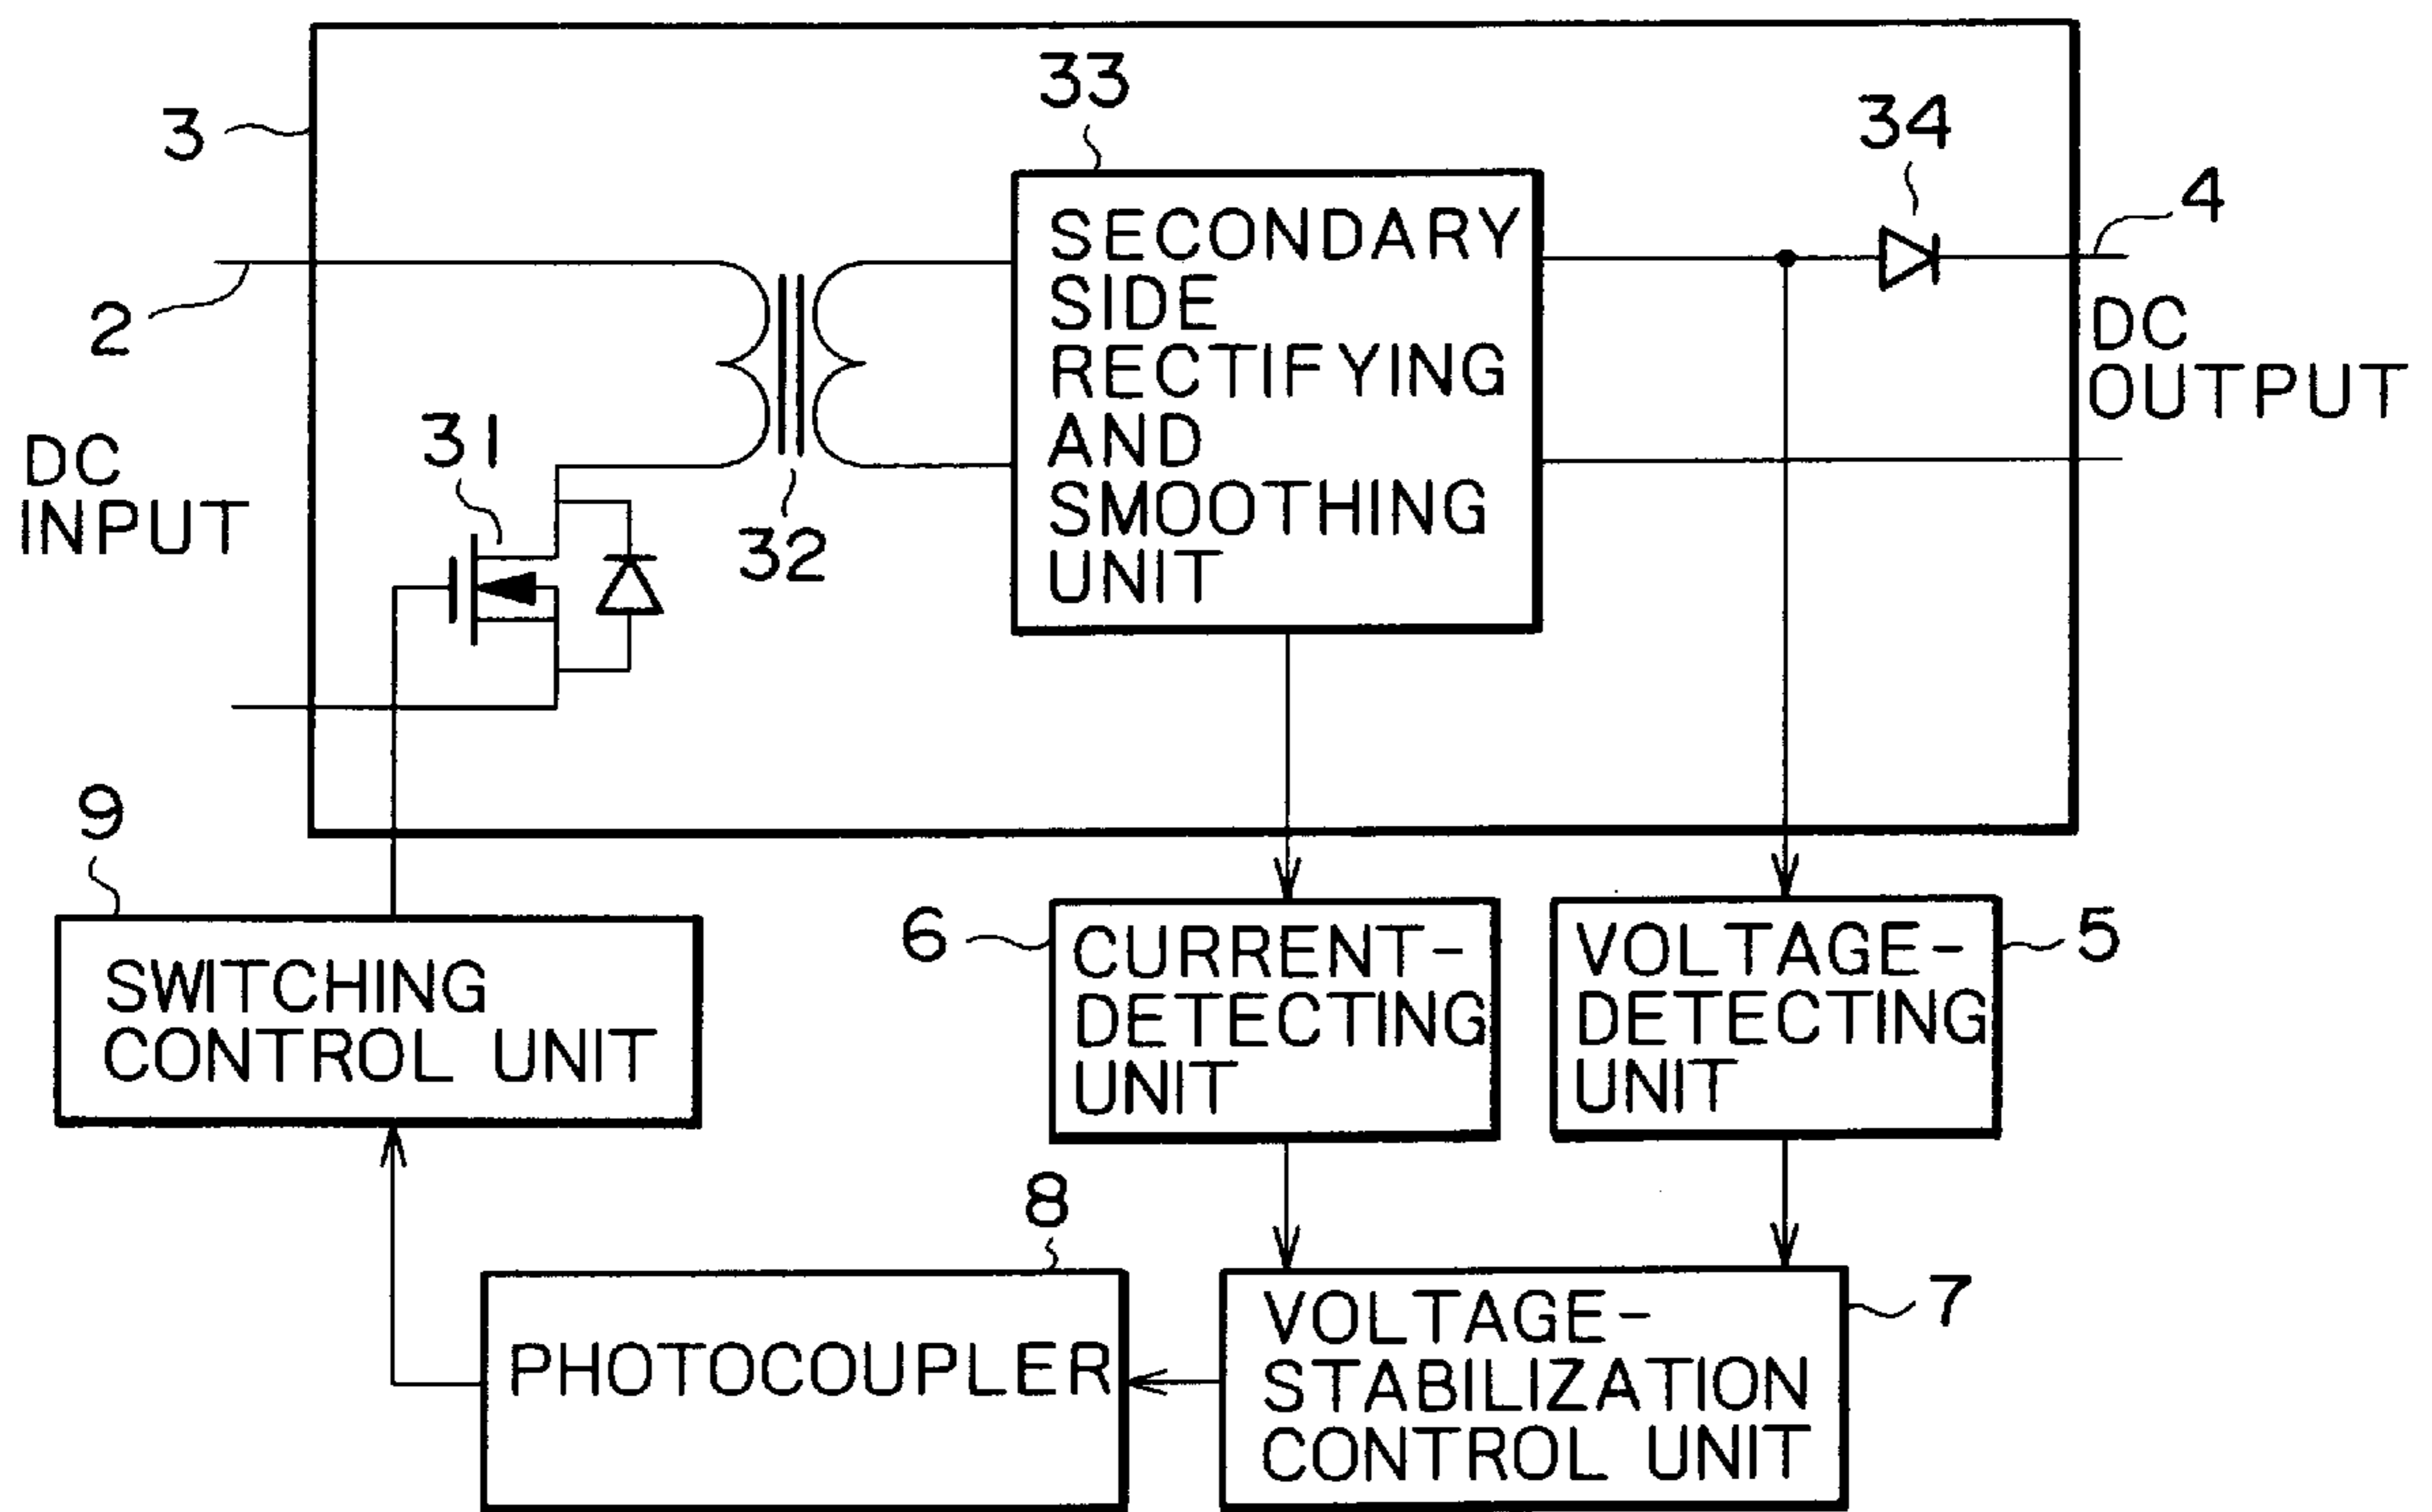 33
34
3
4
SECONDARY
SIDE
RECTIFYING
AND
SMOOTHING
UNIT
2
DC
OUTPUT
31
DC
INPUT
32
9
6
CURRENT-
DETECTING
UNIT
VOLTAGE-
DETECTING
UNIT
5
SWITCHING
CONTROL UNIT
8
PHOTOCOUPLER
VOLTAGE-
STABILIZATION
CONTROL UNIT
7